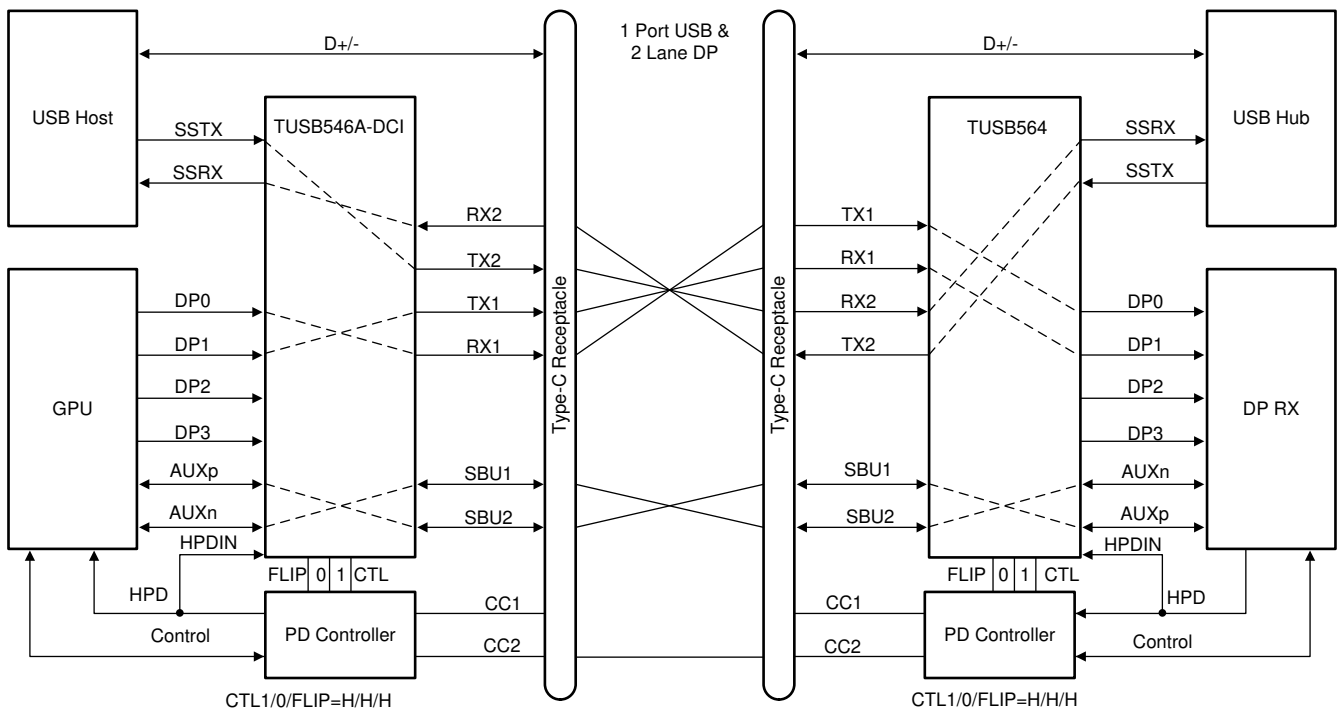 1 Port USB &
2 Lane DP
USB Host
D+/-
SSTX
SSRX
TUSB546A-DCI
RX2
TX2
TX1
RX1
SBU1
SBU2
GPU
DP0
DP1
DP2
DP3
AUXp
AUXn
HPDIN
HPD
Control
FLIP 0 1 CTL
PD Controller
CC1
CC2
CTL1/0/FLIP=H/H/H
Type-C Receptacle
Type-C Receptacle
D+/-
TX1
RX1
RX2
TX2
SBU1
SBU2
CC1
CC2
TUSB564
SSRX
SSTX
USB Hub
DP0
DP1
DP2
DP3
AUXn
AUXp
DP RX
HPDIN
HPD
Control
FLIP 0 1 CTL
PD Controller
CTL1/0/FLIP=H/H/H